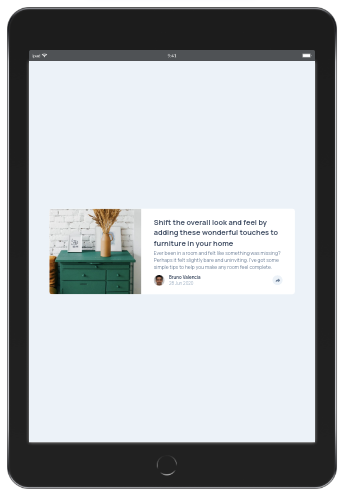 9:41
Shift the overall look and feel by
adding these wonderful touches to
furniture in your home
Ever been in a room and felt like something was missing?
Perhaps it felt slightly bare and uninviting. I've got some
simple tips to help you make any room feel complete.
Bruno Valencia
28 Jun 2020